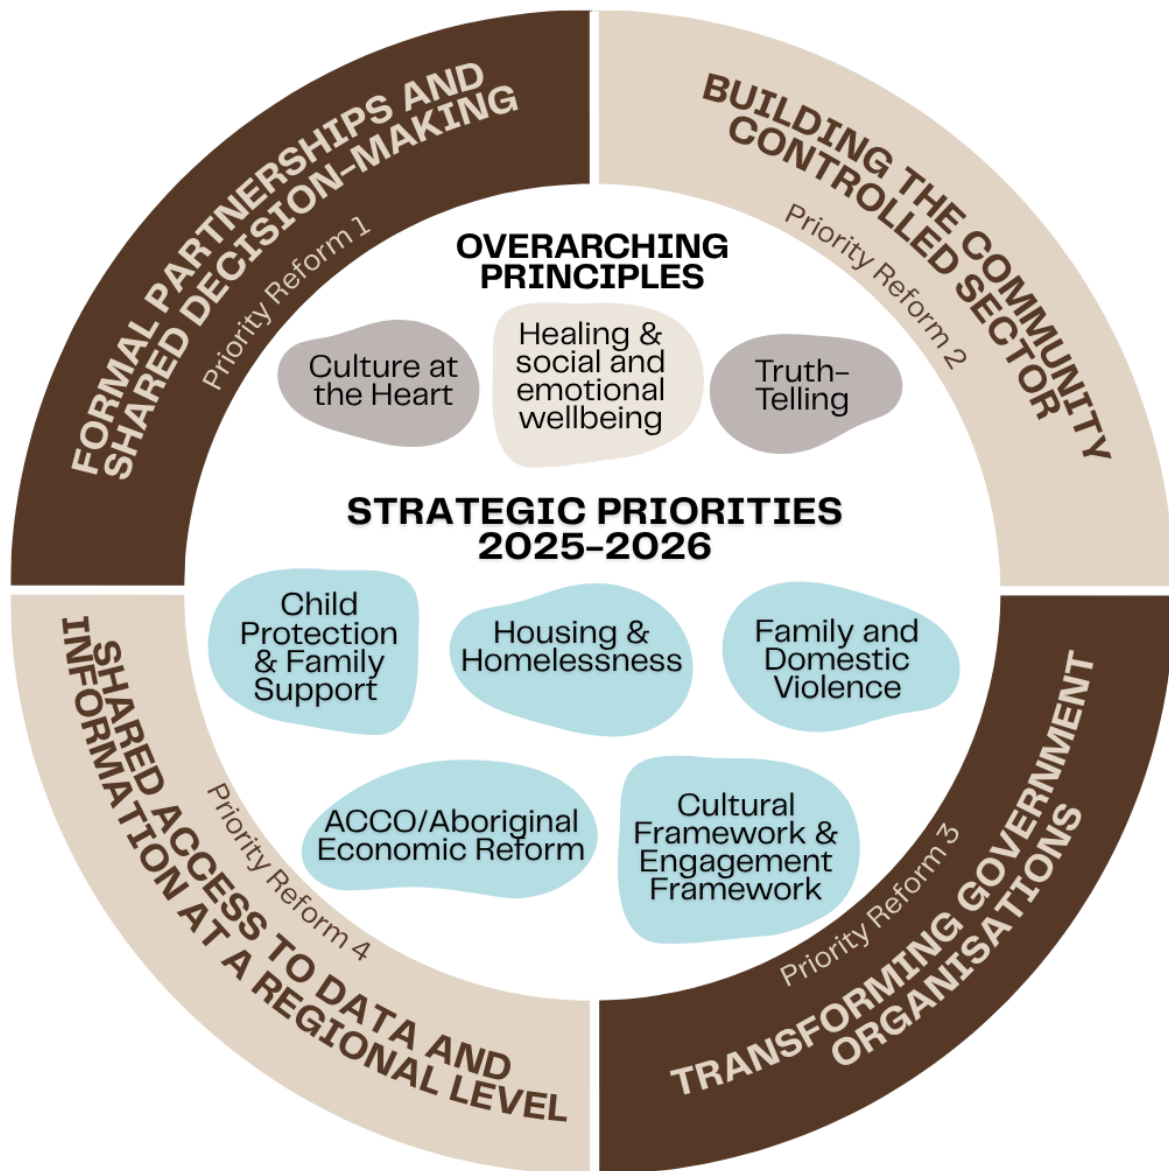 FORMAL PARTNERSHIPS AND
SHARED DECISION-MAKING
Priority Reform 1
BUILDING THE COMMUNITY
CONTROLLED SECTOR
Priority Reform 2
OVERARCHING
PRINCIPLES
Culture at
the Heart
Healing &
social and
emotional
wellbeing
Truth-
Telling
STRATEGIC PRIORITIES
2025-2026
Child
Protection
& Family
Support
Housing &
Homelessness
Family and
Domestic
Violence
ACCO/Aboriginal
Economic Reform
Cultural
Framework &
Engagement
Framework
Priority Reform 3
TRANSFORMING GOVERNMENT
ORGANISATIONS
Priority Reform 4
SHARED ACCESS TO DATA AND
INFORMATION AT A REGIONAL LEVEL